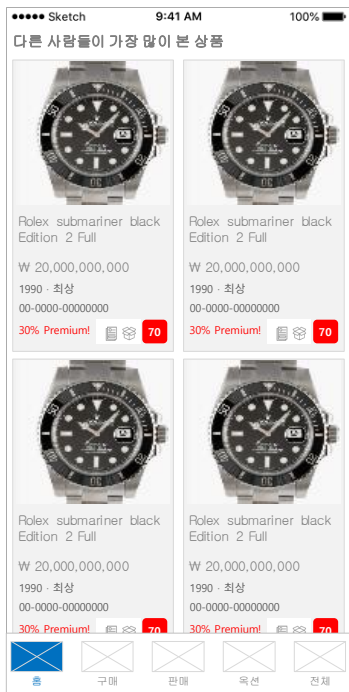 Sketch 9:41 AM 100%
다른 사람들이 가장 많이 본 상품
Rolex submariner black
Edition 2 Full
₩ 20,000,000,000
1990 · 최상
00-0000-00000000
30% Premium! 70
Rolex submariner black
Edition 2 Full
₩ 20,000,000,000
1990 · 최상
00-0000-00000000
30% Premium! 70
Rolex submariner black
Edition 2 Full
₩ 20,000,000,000
1990 · 최상
00-0000-00000000
30% Premium! 70
Rolex submariner black
Edition 2 Full
₩ 20,000,000,000
1990 · 최상
00-0000-00000000
30% Premium! 70
홈 구매 판매 옥션 전체